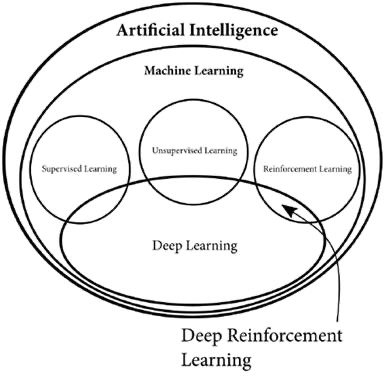 Artificial Intelligence
Machine Learning
Unsupervised Learning
Supervised Learning
Reinforcement Learning
Deep Learning
Deep Reinforcement
Learning